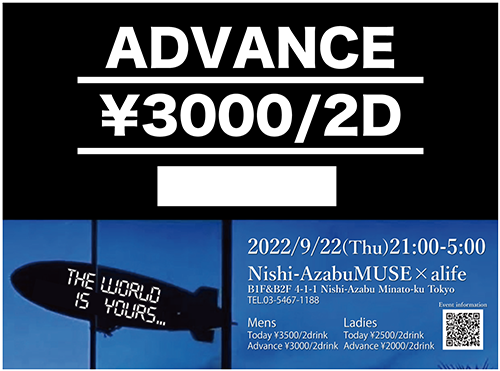 ADVANCE
¥3000/2D
THE WORLD
IS YOURS...
2022/9/22(Thu)21:00-5:00
Nishi-AzabuMUSE×alife
B1F&B2F 4-1-1 Nishi-Azabu Minato-ku Tokyo
TEL.03-5467-1188
Event information
Mens
Today ¥3500/2drink
Advance ¥3000/2drink
Ladies
Today ¥2500/2drink
Advance ¥2000/2drink